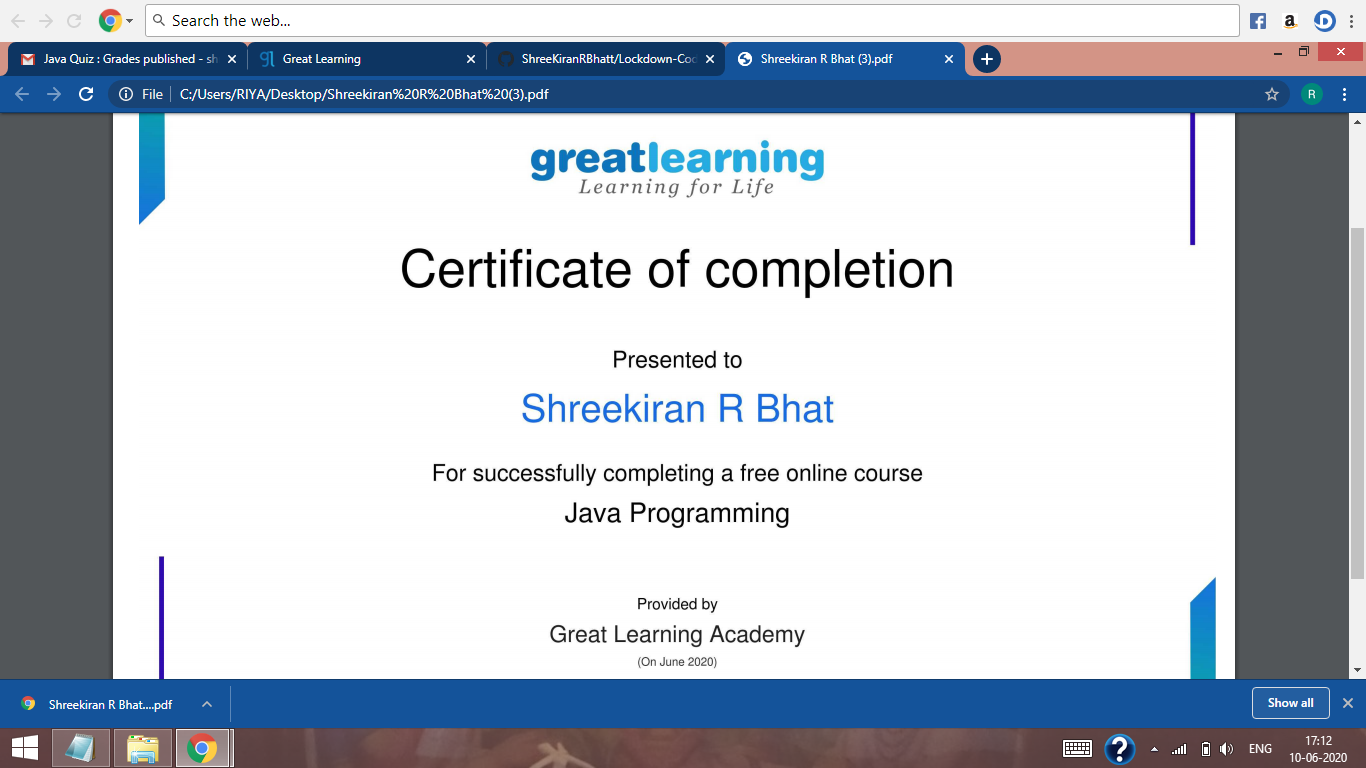 Search the web...
Java Quiz : Grades published - sh
Great Learning
ShreeKiranRBhatt/Lockdown-Cod
Shreekiran R Bhat (3).pdf
File
C:/Users/RIYA/Desktop/Shreekiran%20R%20Bhat%20(3).pdf
R
greatlearning
Learning for Life
Certificate of completion
Presented to
Shreekiran R Bhat
For successfully completing a free online course
Java Programming
Provided by
Great Learning Academy
(On June 2020)
Shreekiran R Bhat....pdf
Show all
ENG
17:12
10-06-2020